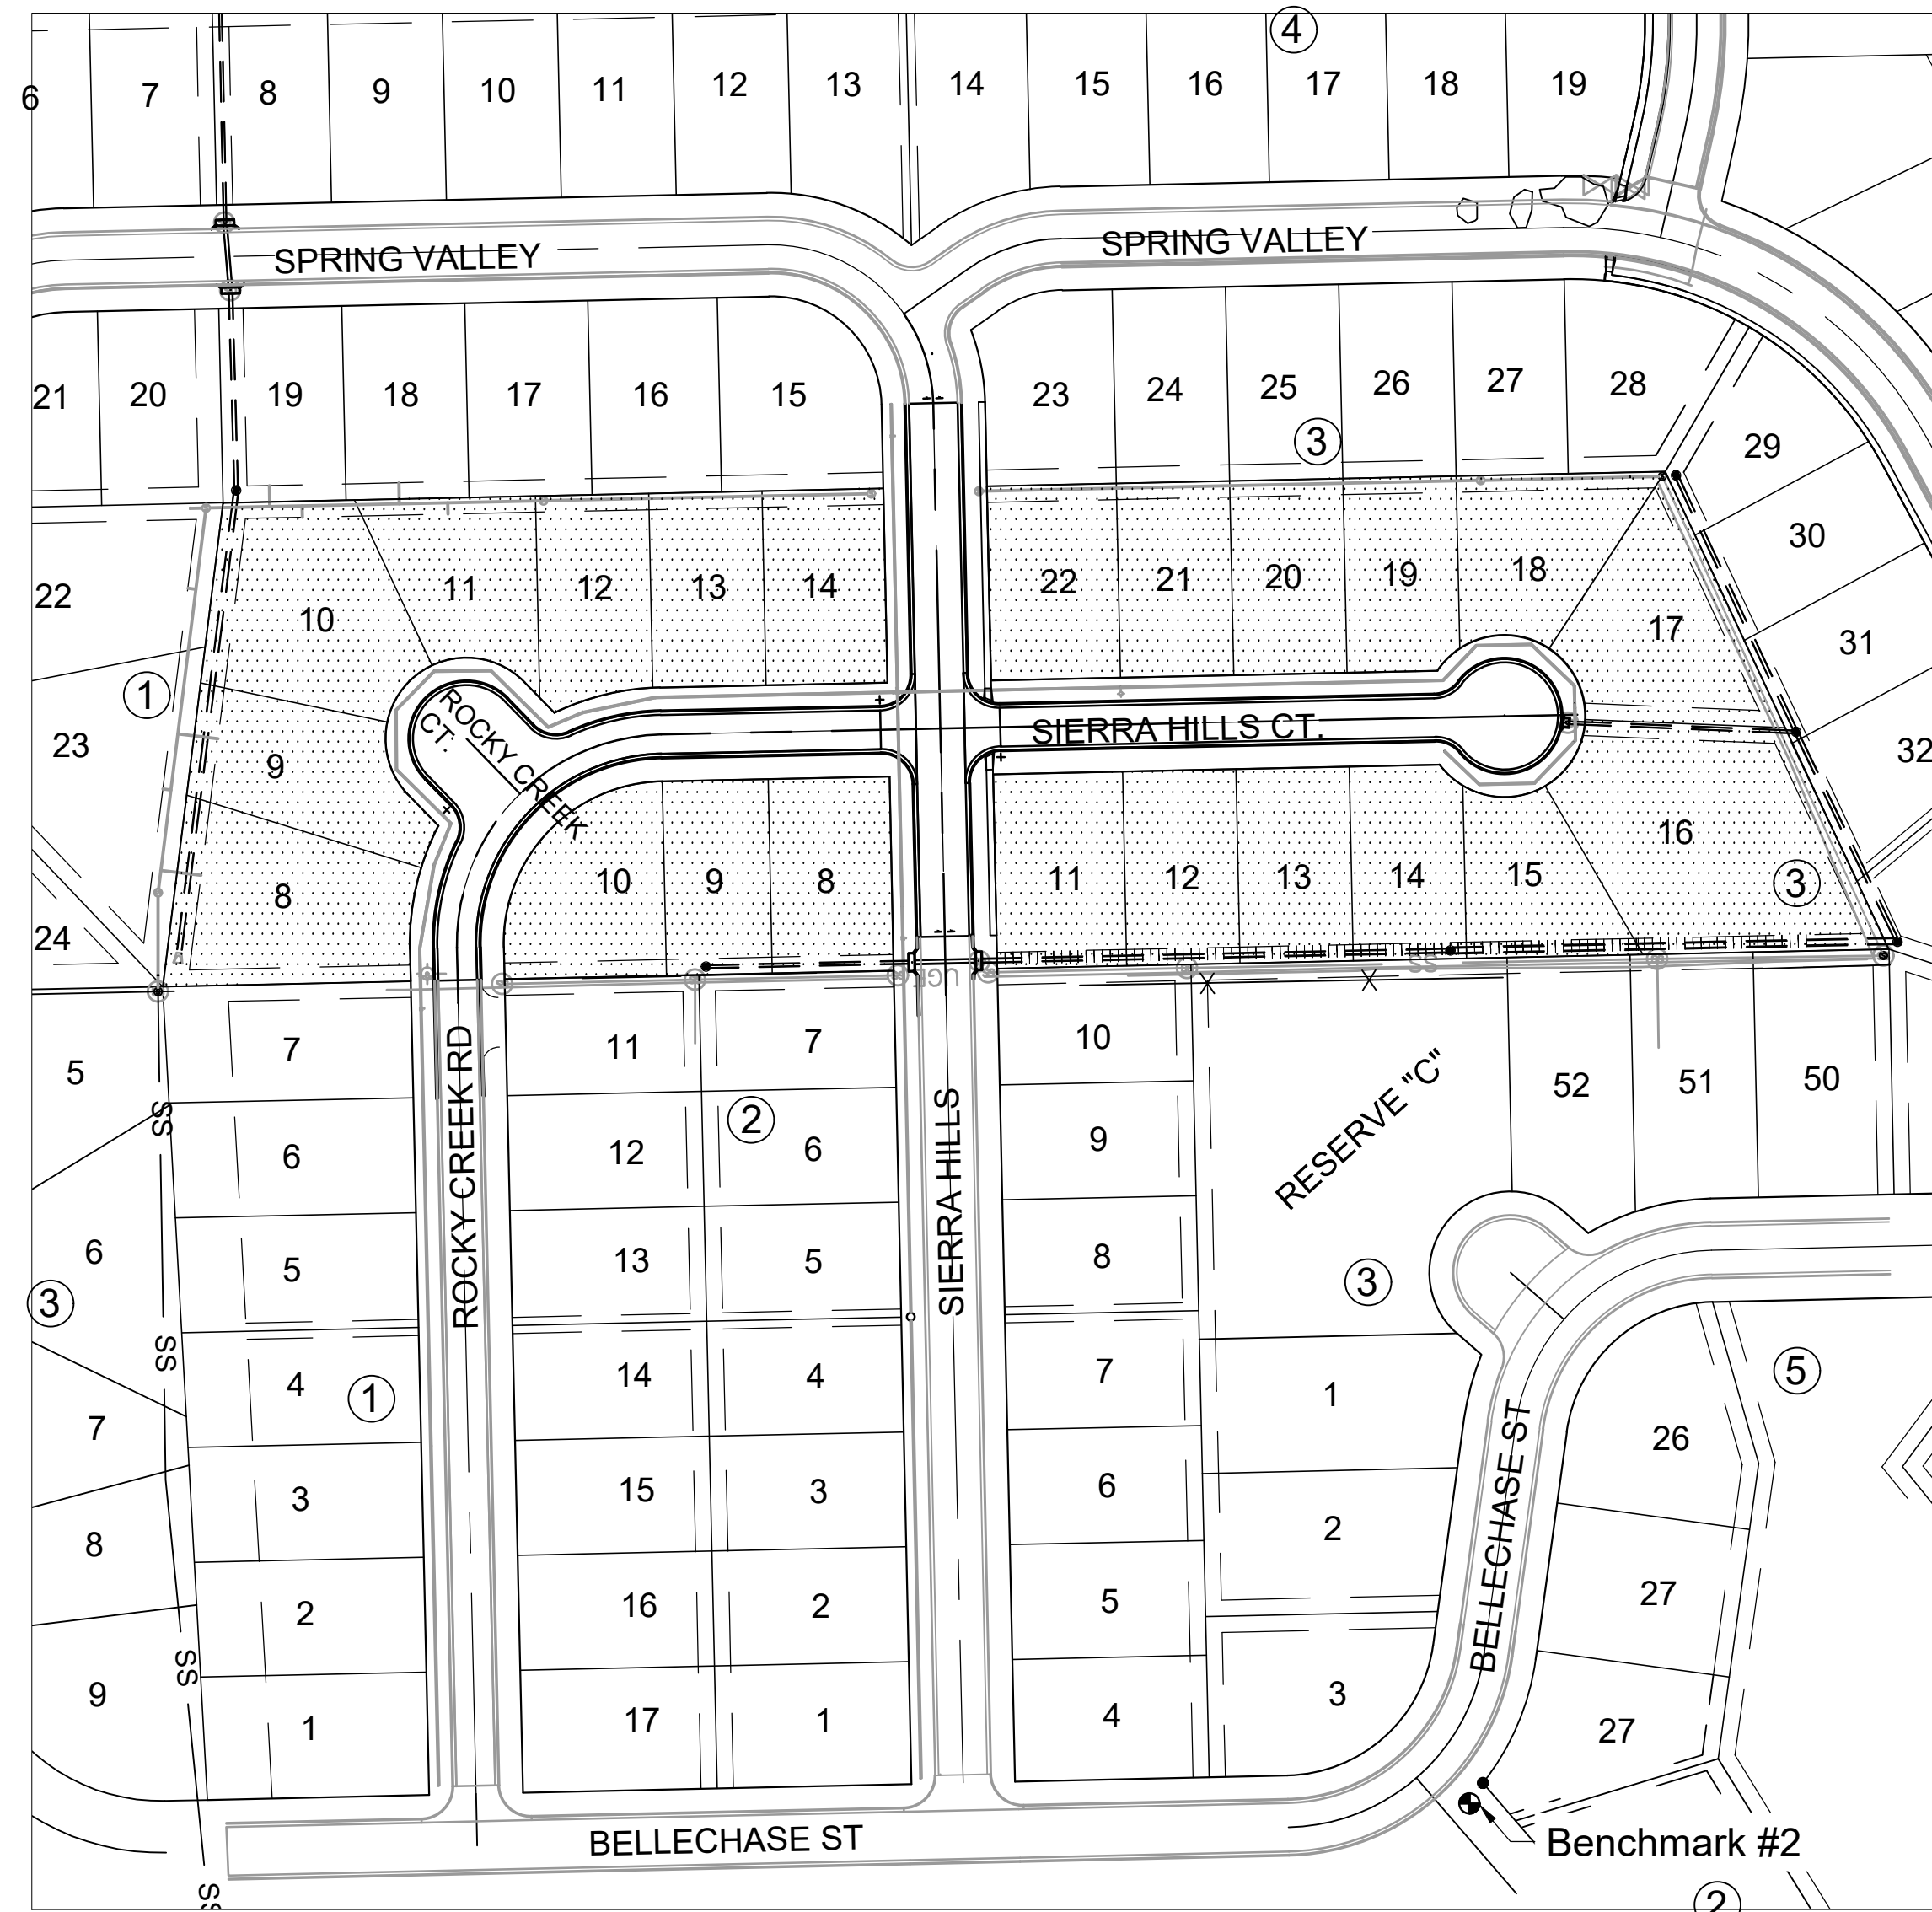 4
6 7 8 9 10 11 12 13 14 15 16 17 18 19
SPRING VALLEY SPRING VALLEY
21 20 19 18 17 16 15 23 24 25 26 27 28
3
29
30
22 10 11 12 13 14 22 21 20 19 18 17
31
1
ROCKY CREEK
CT.
ROCKY CREEK
SIERRA HILLS CT.
23 9 32
16
8 10 9 8 11 12 13 14 15
3
24
UGE
SS
5 7 11 7 10
52 51 50
SS
2
6 12 6 9
RESERVE "C"
ROCKY CREEK RD
SIERRA HILLS
6 5 13 5 8
3
3
SS
4 14 4 7 1
1
5
7
26
BELLECHASE ST
3 15 3 6 2
8
2 16 2 5
27
SS
9 1 17 1 4 3
27
BELLECHASE ST
Benchmark #2
SS
2